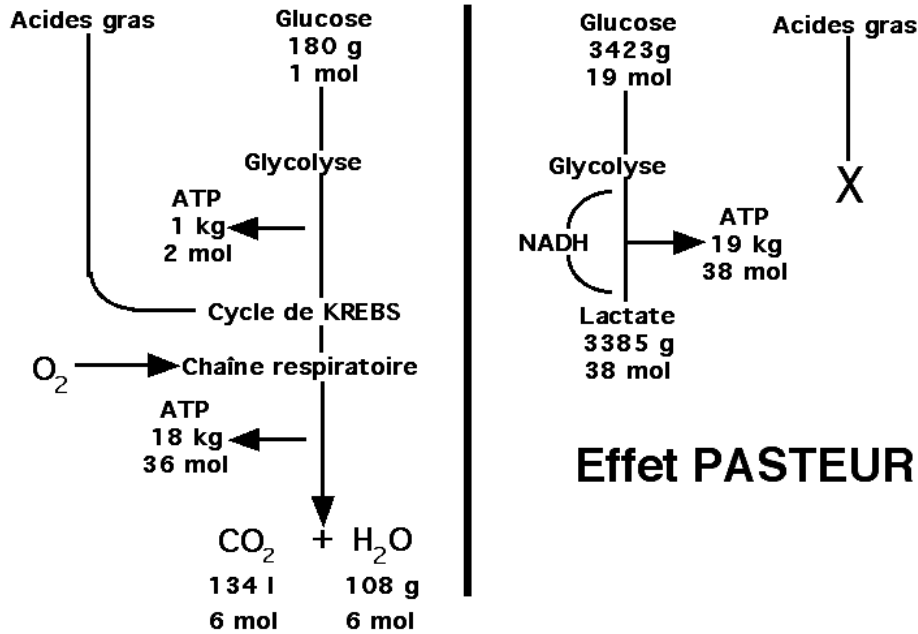 Acides gras
Glucose
180 g
1 mol
Glycolyse
ATP
1 kg
2 mol
Cycle de KREBS
O2
Chaîne respiratoire
ATP
18 kg
36 mol
CO2 + H2O
134 l 108 g
6 mol 6 mol
Glucose
3423g
19 mol
Acides gras
Glycolyse
X
NADH
ATP
19 kg
38 mol
Lactate
3385 g
38 mol
Effet PASTEUR